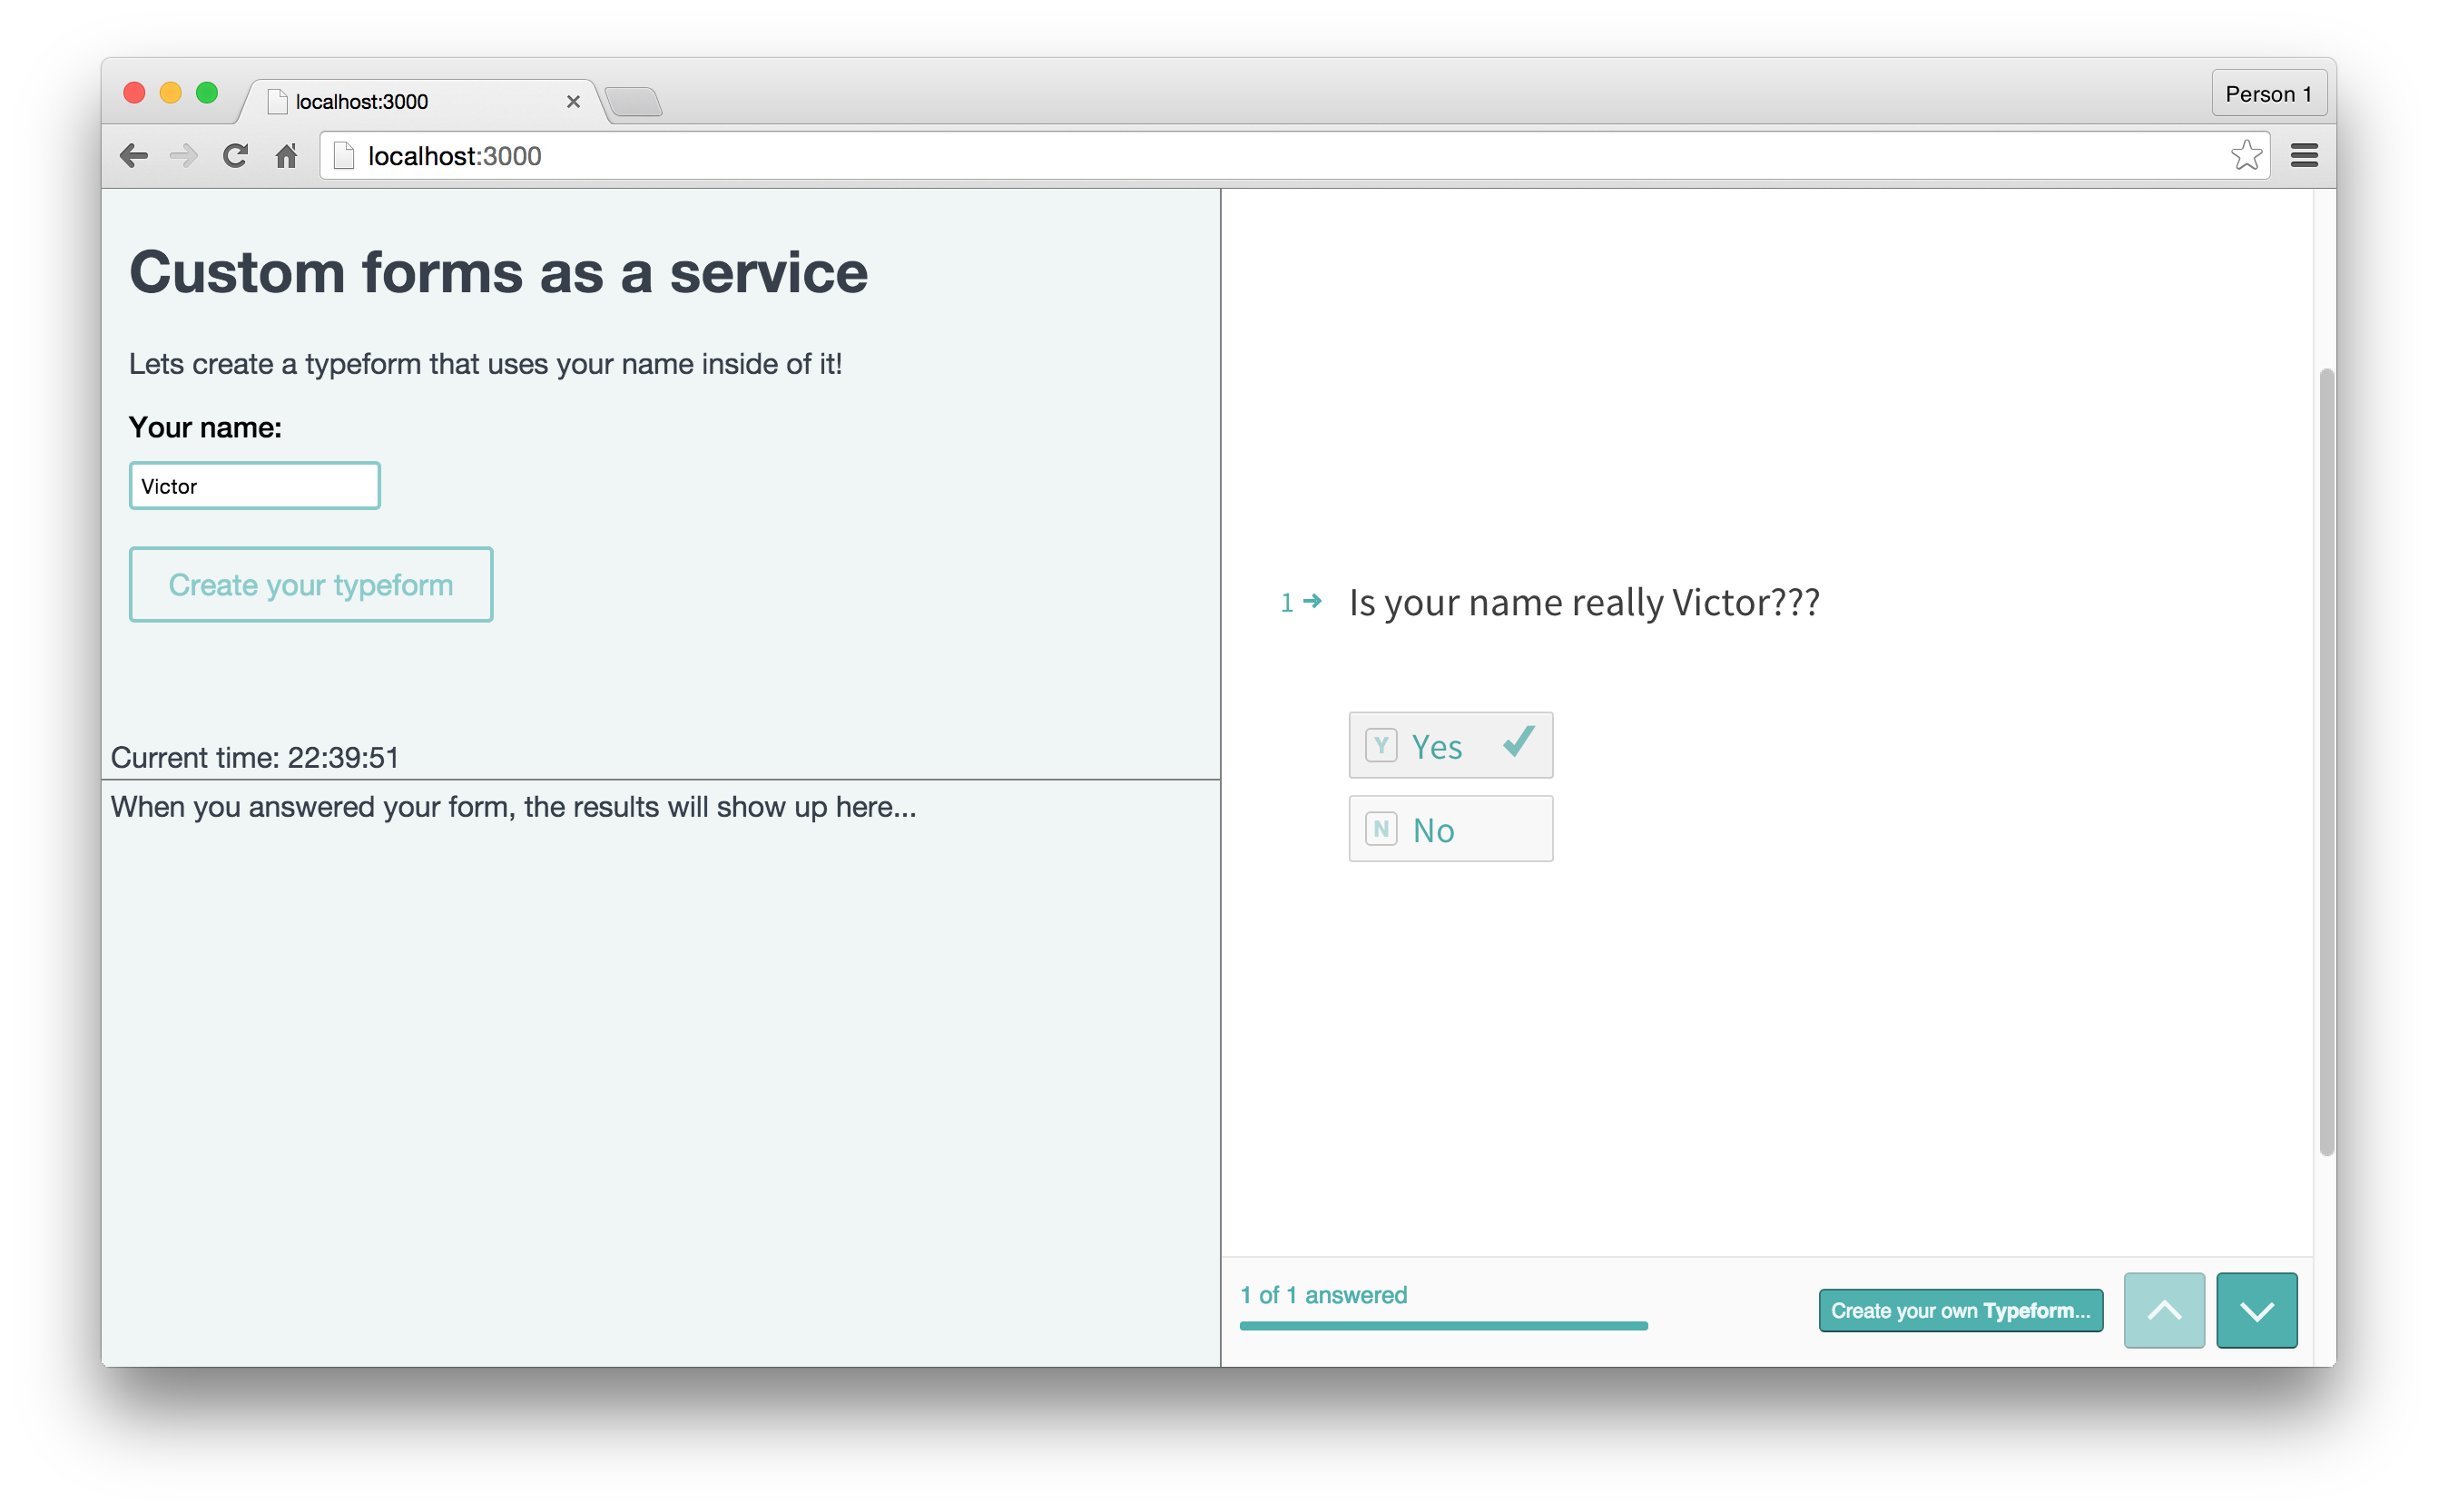 localhost:3000
Person 1
localhost:3000
Custom forms as a service
Lets create a typeform that uses your name inside of it!
Your name:
Victor
Create your typeform
Current time: 22:39:51
When you answered your form, the results will show up here...
1 → Is your name really Victor???
Y Yes
N No
1 of 1 answered
Create your own Typeform...